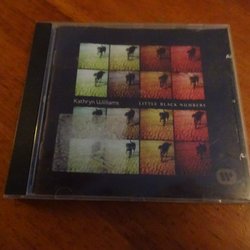 Kathryn Williams
LITTLE BLACK NUMBERS